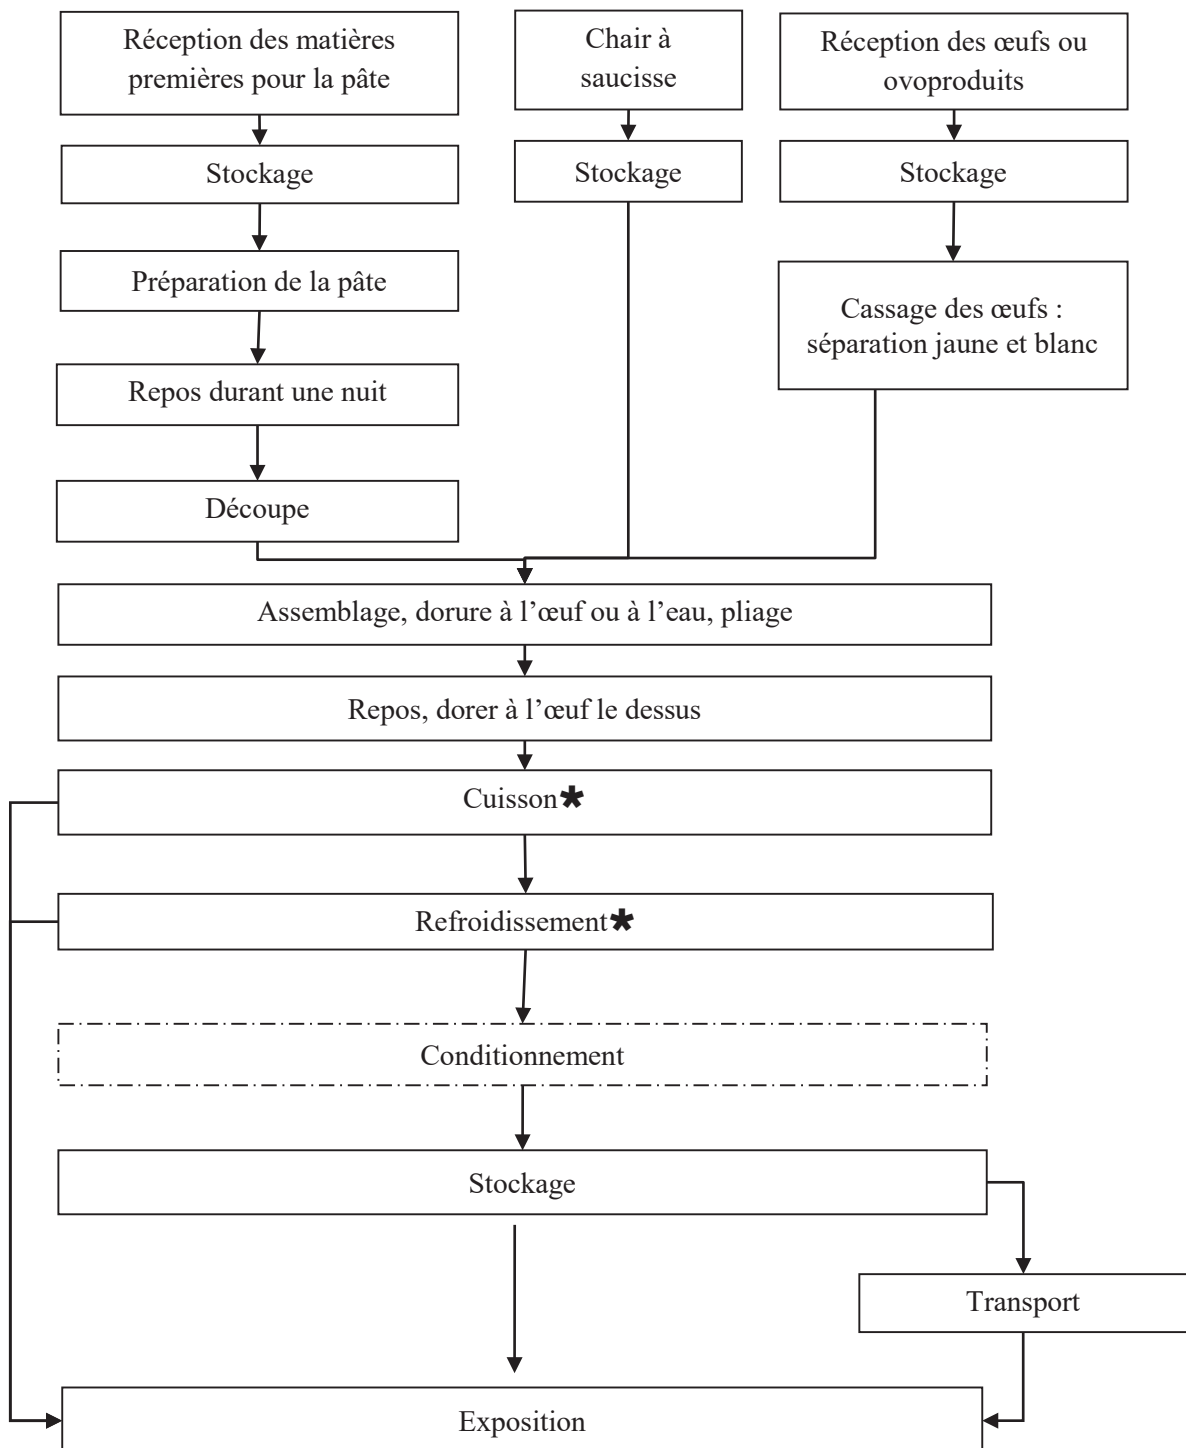 Réception des matières
premières pour la pâte
Chair à
saucisse
Réception des œufs ou
ovoproduits
Stockage
Stockage
Stockage
Préparation de la pâte
Cassage des œufs :
séparation jaune et blanc
Repos durant une nuit
Découpe
Assemblage, dorure à l’œuf ou à l’eau, pliage
Repos, dorer à l’œuf le dessus
Cuisson*
Refroidissement*
Conditionnement
Stockage
Transport
Exposition